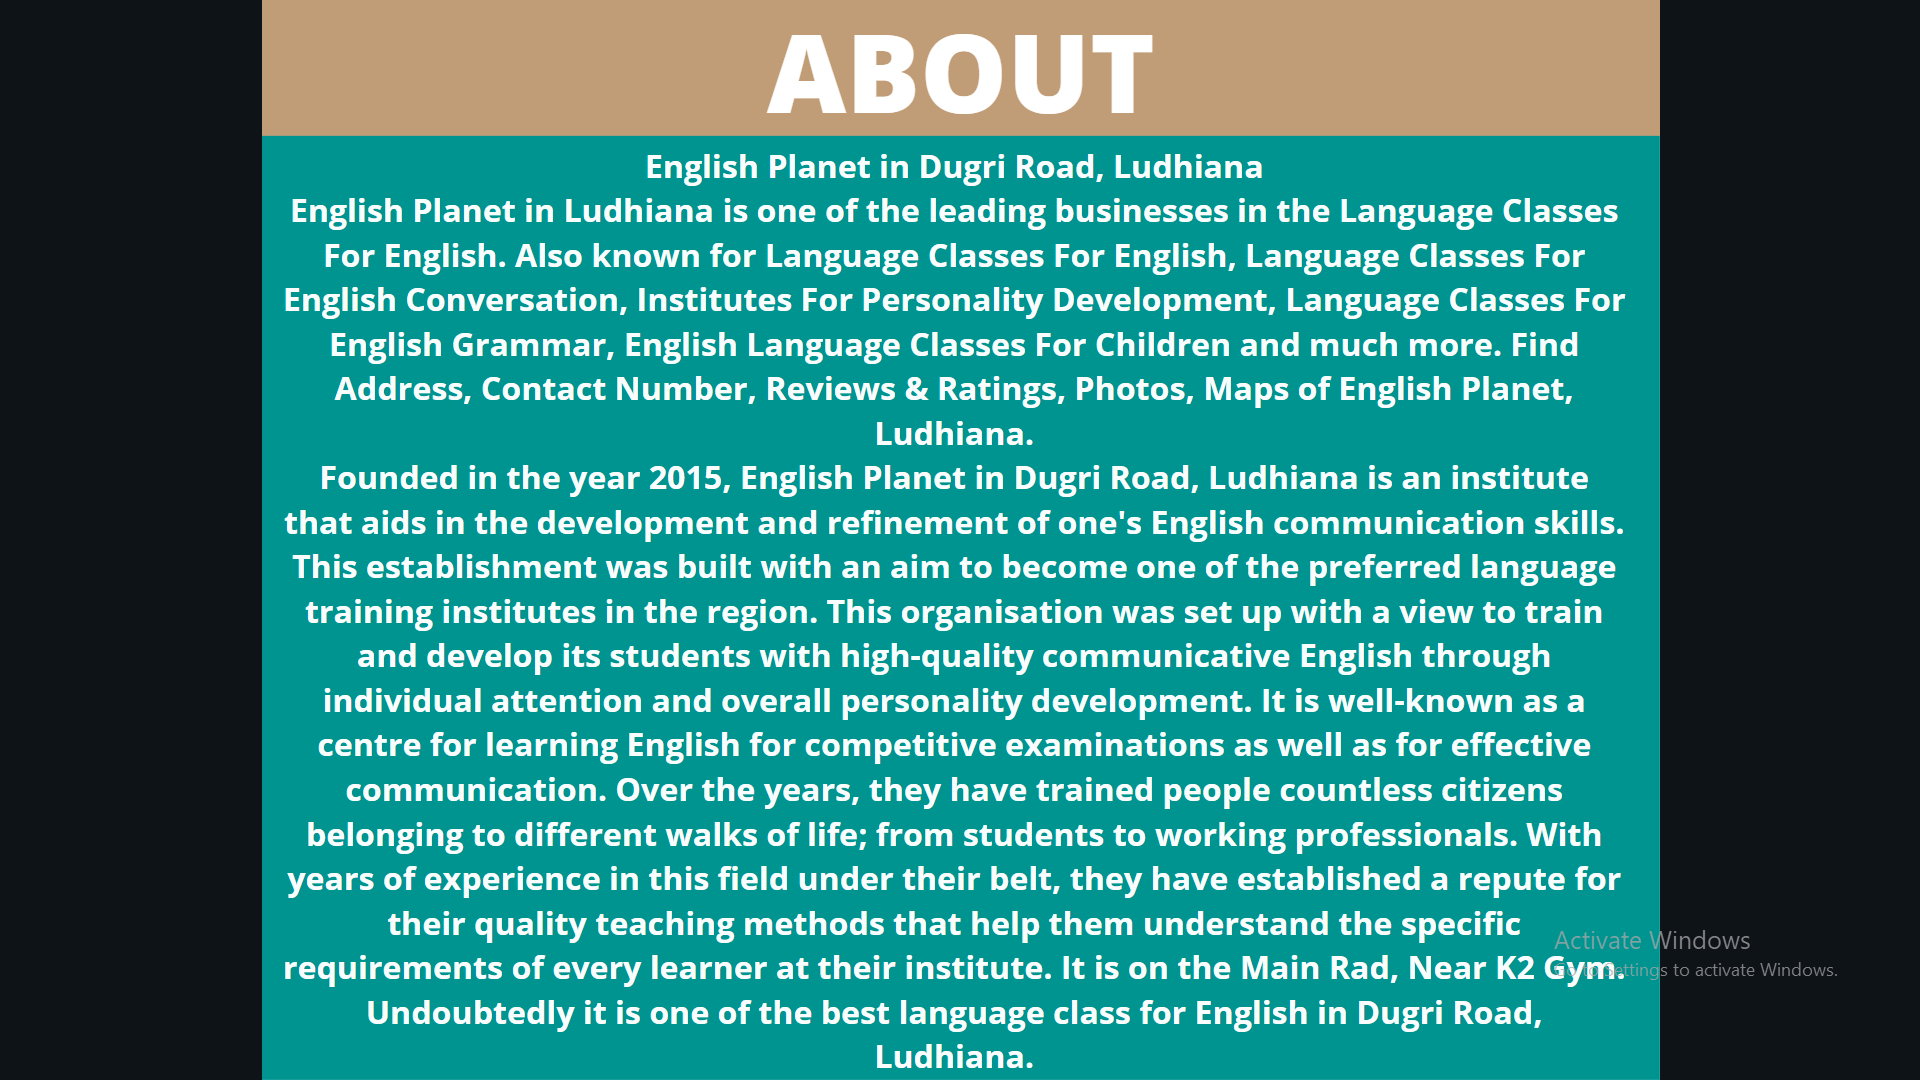 ABOUT
English Planet in Dugri Road, Ludhiana
English Planet in Ludhiana is one of the leading businesses in the Language Classes
For English. Also known for Language Classes For English, Language Classes For
English Conversation, Institutes For Personality Development, Language Classes For
English Grammar, English Language Classes For Children and much more. Find
Address, Contact Number, Reviews & Ratings, Photos, Maps of English Planet,
Ludhiana.
Founded in the year 2015, English Planet in Dugri Road, Ludhiana is an institute
that aids in the development and refinement of one's English communication skills.
This establishment was built with an aim to become one of the preferred language
training institutes in the region. This organisation was set up with a view to train
and develop its students with high-quality communicative English through
individual attention and overall personality development. It is well-known as a
centre for learning English for competitive examinations as well as for effective
communication. Over the years, they have trained people countless citizens
belonging to different walks of life; from students to working professionals. With
years of experience in this field under their belt, they have established a repute for
their quality teaching methods that help them understand the specific
requirements of every learner at their institute. It is on the Main Rad, Near K2 Gym.
Undoubtedly it is one of the best language class for English in Dugri Road,
Ludhiana.
Activate Windows
Go to Settings to activate Windows.